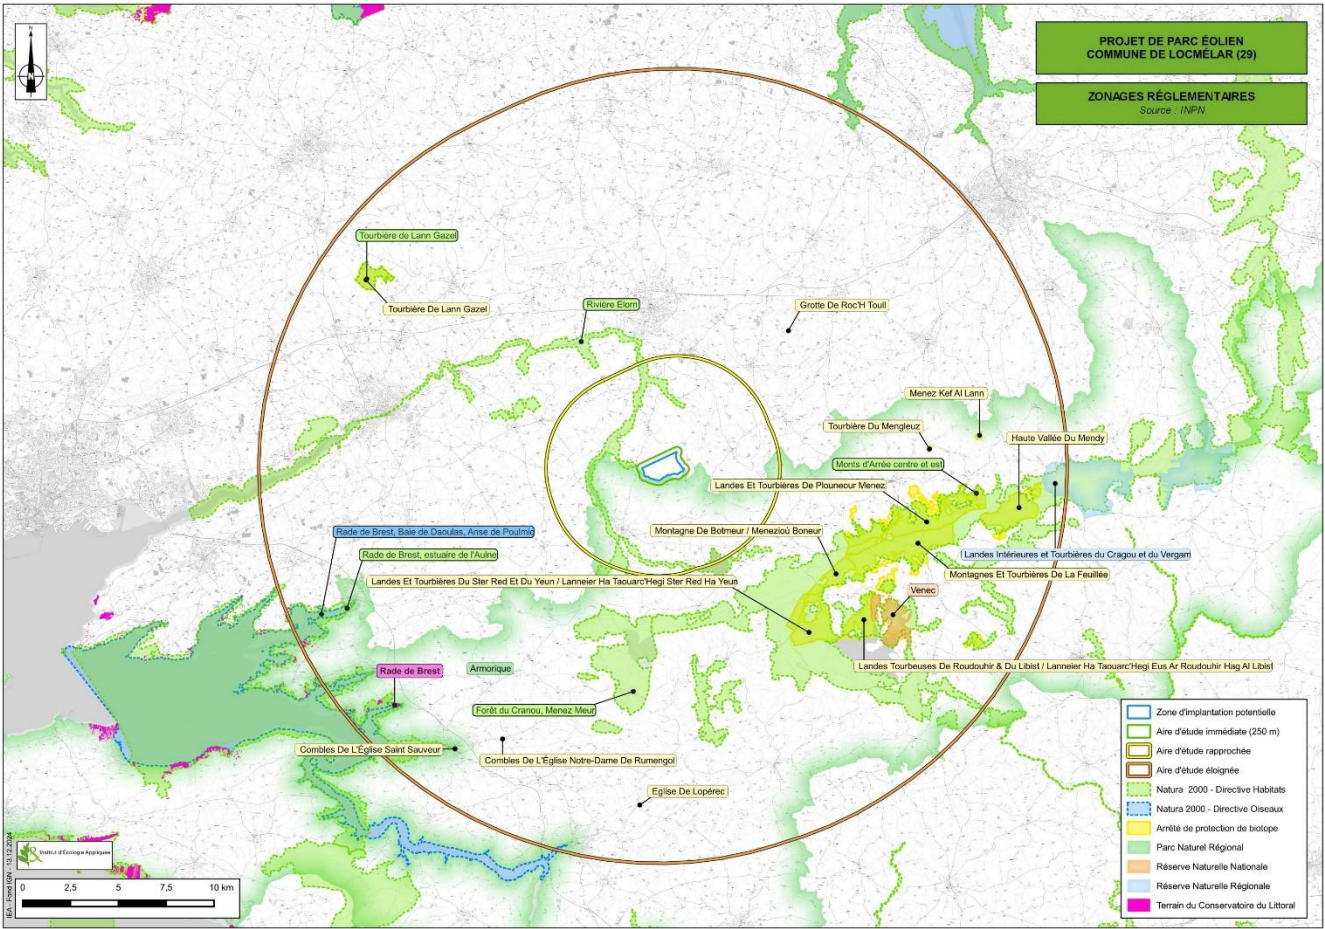 N
N
PROJET DE PARC ÉOLIEN
COMMUNE DE LOCMÉLAR (29)
ZONAGES RÉGLEMENTAIRES
Source : INPN
Tourbière de Lann Gazel
Tourbière De Lann Gazel
Rivière Elorn
Grotte De Roc'H Toull
Menez Kef Al Lann
Tourbière Du Mengleuz
Haute Vallée Du Mendy
Monts d'Arrée centre et est
Landes Et Tourbières De Plouneur Menez
Rade de Brest, Baie de Daoulas, Anse de Poulmic
Montagne De Botmeur / Menezioù Boneur
Rade de Brest, estuaire de l'Aulne
Landes Intérieures et Tourbières du Cragou et du Vergam
Montagnes Et Tourbières De La Feuillée
Landes Et Tourbières Du Ster Red Et Du Yeun / Lanneier Ha Taouarc'Hegi Ster Red Ha Yeun
Venec
Landes Tourbeuses De Roudouhir & Du Libist / Lanneier Ha Taouarc'Hegi Eus Ar Roudouhir Hag Al Libist
Rade de Brest
Armorique
Forêt du Cranou, Menez Meur
Combles De L'Église Saint Sauveur
Combles De L'Église Notre-Dame De Rumengol
Eglise De Lopérec
Zone d'implantation potentielle
Aire d'étude immédiate (250 m)
Aire d'étude rapprochée
Aire d'étude éloignée
Natura 2000 - Directive Habitats
Natura 2000 - Directive Oiseaux
Arrêté de protection de biotope
Parc Naturel Régional
Réserve Naturelle Nationale
Réserve Naturelle Régionale
Terrain du Conservatoire du Littoral
Institut d'Écologie Appliquée
0 2,5 5 7,5 10 km
IEA - Fond IGN - 13.12.2024